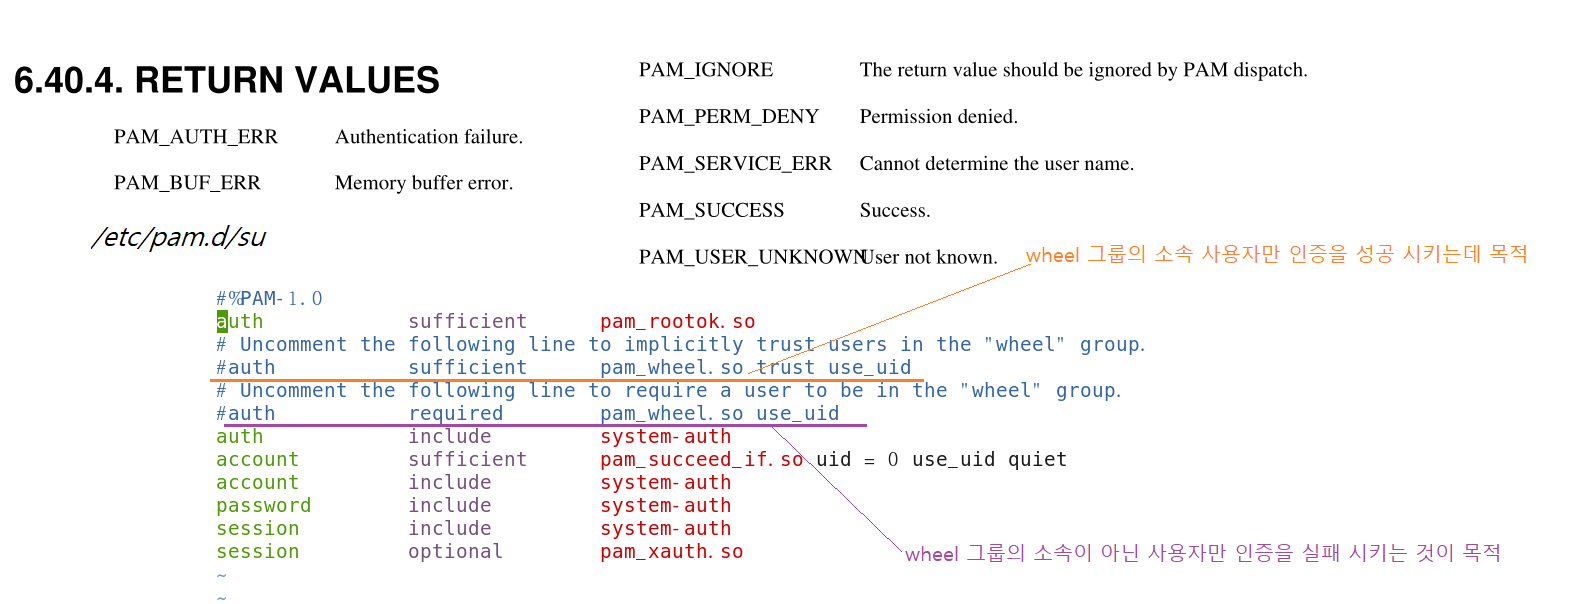 6.40.4. RETURN VALUES
PAM_AUTH_ERR Authentication failure.
PAM_BUF_ERR Memory buffer error.
PAM_IGNORE The return value should be ignored by PAM dispatch.
PAM_PERM_DENY Permission denied.
PAM_SERVICE_ERR Cannot determine the user name.
PAM_SUCCESS Success.
PAM_USER_UNKNOWN User not known.
wheel 그룹의 소속 사용자만 인증을 성공 시키는데 목적
/etc/pam.d/su
#%PAM-1.0
auth sufficient pam_rootok.so
# Uncomment the following line to implicitly trust users in the "wheel" group.
#auth sufficient pam_wheel.so trust use_uid
# Uncomment the following line to require a user to be in the "wheel" group.
#auth required pam_wheel.so use_uid
auth include system-auth
account sufficient pam_succeed_if.so uid = 0 use_uid quiet
account include system-auth
password include system-auth
session include system-auth
session optional pam_xauth.so
wheel 그룹의 소속이 아닌 사용자만 인증을 실패 시키는 것이 목적
~
~